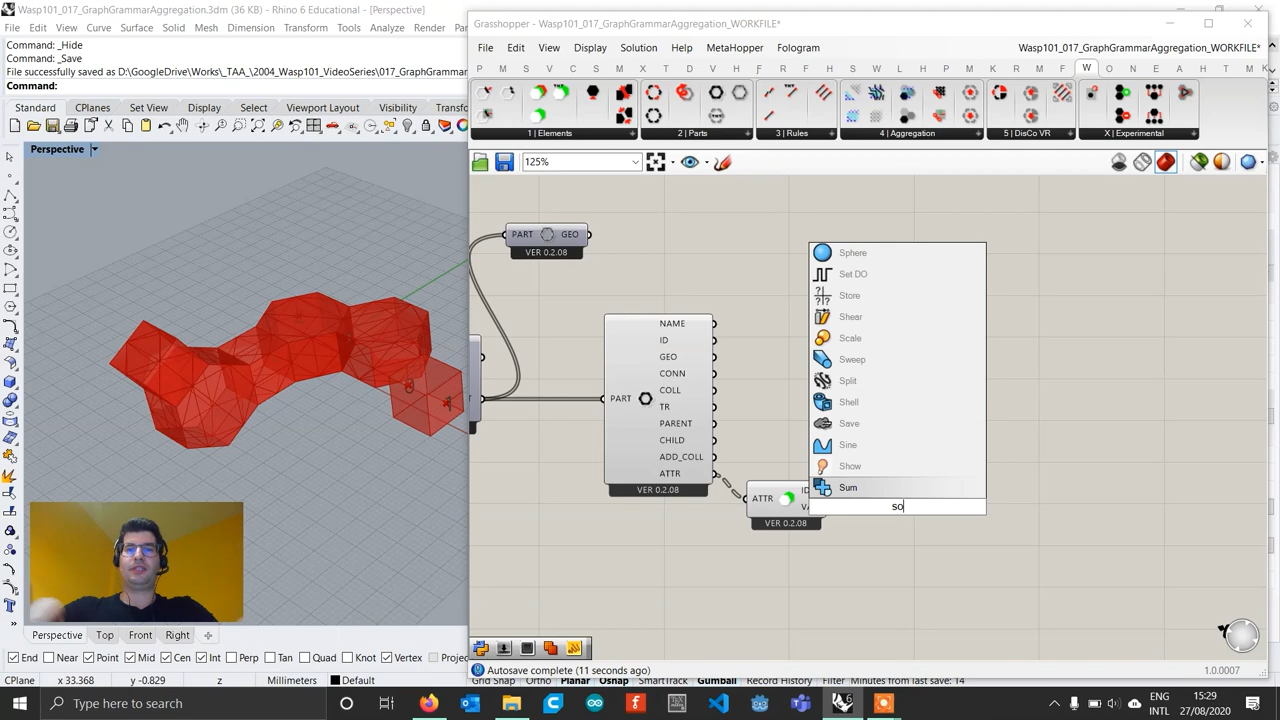 Wasp101_017_GraphGrammarAggregation.3dm (36 KB) - Rhino 6 Educational - [Perspective]
File Edit View Curve Surface Solid Mesh Dimension Transform Tools Analyze Rende
Command: _Hide
Command: _Save
File successfully saved as D:\GoogleDrive\Works\_TAA_\2004_Wasp101_VideoSeries\017_GraphGrammar
Command:
Standard CPlanes Set View Display Select Viewport Layout Visibility Transf
Perspective
Grasshopper - Wasp101_017_GraphGrammarAggregation_WORKFILE*
File Edit View Display Solution Help MetaHopper Fologram
Wasp101_017_GraphGrammarAggregation_WORKFILE*
P M S P V C S M X T D V H F S L A S W L O C K R M F W O N E A X H T M K
1 | Elements
2 | Parts
3 | Rules
4 | Aggregation
5 | DisCo VR
X | Experimental
125%
PART GEO
VER 0.2.08
PART
NAME
ID
GEO
CONN
COLL
TR
PARENT
CHILD
ADD_COLL
ATTR
VER 0.2.08
ATTR
ID
VER 0.2.08
Sphere
Set DO
Store
Shear
Scale
Sweep
Split
Shell
Save
Sine
Show
Sum
so
Autosave complete (11 seconds ago)
1.0007
Perspective Top Front Right
End Near Point Mid Cen Int Perp Tan Quad Knot Vertex Project
CPlane x 33.368 y -0.829 z Millimeters Default
Grid Snap Ortho Planar Osnap SmartTrack Gumball Record History Filter Minutes from last save: 14
Type here to search
ENG
INTL
15:29
27/08/2020